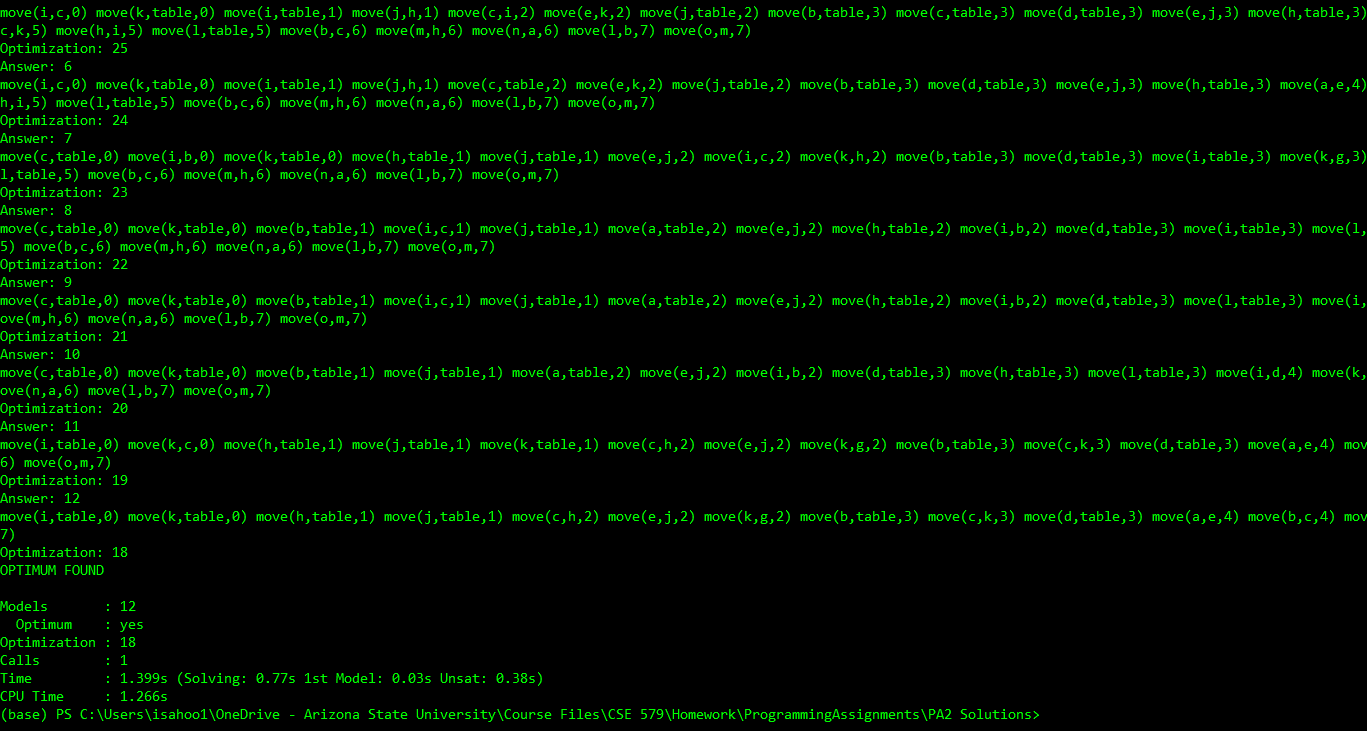 move(i,c,0) move(k,table,0) move(i,table,1) move(j,h,1) move(c,i,2) move(e,k,2) move(j,table,2) move(b,table,3) move(c,table,3) move(d,table,3) move(e,j,3) move(h,table,3)
c,k,5) move(h,i,5) move(l,table,5) move(b,c,6) move(m,h,6) move(n,a,6) move(l,b,7) move(o,m,7)
Optimization: 25
Answer: 6
move(i,c,0) move(k,table,0) move(i,table,1) move(j,h,1) move(c,table,2) move(e,k,2) move(j,table,2) move(b,table,3) move(d,table,3) move(e,j,3) move(h,table,3) move(a,e,4)
h,i,5) move(l,table,5) move(b,c,6) move(m,h,6) move(n,a,6) move(l,b,7) move(o,m,7)
Optimization: 24
Answer: 7
move(c,table,0) move(i,b,0) move(k,table,0) move(h,table,1) move(j,table,1) move(e,j,2) move(i,c,2) move(k,h,2) move(b,table,3) move(d,table,3) move(i,table,3) move(k,g,3)
l,table,5) move(b,c,6) move(m,h,6) move(n,a,6) move(l,b,7) move(o,m,7)
Optimization: 23
Answer: 8
move(c,table,0) move(k,table,0) move(b,table,1) move(i,c,1) move(j,table,1) move(a,table,2) move(e,j,2) move(h,table,2) move(i,b,2) move(d,table,3) move(i,table,3) move(l,
5) move(b,c,6) move(m,h,6) move(n,a,6) move(l,b,7) move(o,m,7)
Optimization: 22
Answer: 9
move(c,table,0) move(k,table,0) move(b,table,1) move(i,c,1) move(j,table,1) move(a,table,2) move(e,j,2) move(h,table,2) move(i,b,2) move(d,table,3) move(l,table,3) move(i,
ove(m,h,6) move(n,a,6) move(l,b,7) move(o,m,7)
Optimization: 21
Answer: 10
move(c,table,0) move(k,table,0) move(b,table,1) move(j,table,1) move(a,table,2) move(e,j,2) move(i,b,2) move(d,table,3) move(h,table,3) move(l,table,3) move(i,d,4) move(k,
ove(n,a,6) move(l,b,7) move(o,m,7)
Optimization: 20
Answer: 11
move(i,table,0) move(k,c,0) move(h,table,1) move(j,table,1) move(k,table,1) move(c,h,2) move(e,j,2) move(k,g,2) move(b,table,3) move(c,k,3) move(d,table,3) move(a,e,4) mov
6) move(o,m,7)
Optimization: 19
Answer: 12
move(i,table,0) move(k,table,0) move(h,table,1) move(j,table,1) move(c,h,2) move(e,j,2) move(k,g,2) move(b,table,3) move(c,k,3) move(d,table,3) move(a,e,4) move(b,c,4) mov
7)
Optimization: 18
OPTIMUM FOUND
Models       : 12
  Optimum    : yes
Optimization : 18
Calls        : 1
Time         : 1.399s (Solving: 0.77s 1st Model: 0.03s Unsat: 0.38s)
CPU Time     : 1.266s
(base) PS C:\Users\isahoo1\OneDrive - Arizona State University\Course Files\CSE 579\Homework\ProgrammingAssignments\PA2 Solutions>